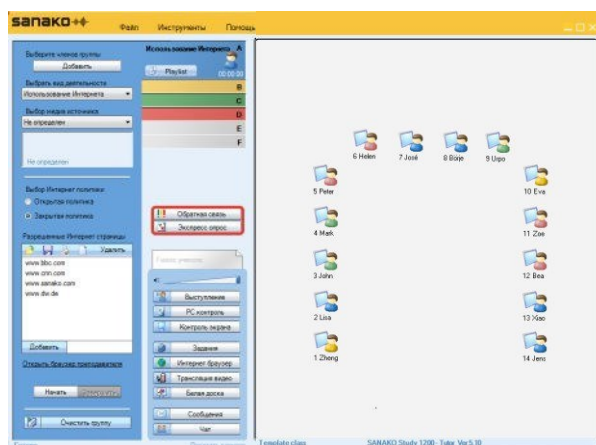 sanako
Файл Инструменты Помощь
Выберите членов группы
Добавить
Выбрать вид деятельности
Использование Интернета
Выбор медиа источника
Не определен
Не определен
Выбор Интернет политики
Открытая политика
Закрытая политика
Разрешенные Интернет страницы
Удалить
www.bbc.com
www.cnn.com
www.sanako.com
www.dw.de
Добавить
Открыть браузер преподавателя
Начать
Очистить группу
Использование Интернета A
Playlist
00:00:00
B
C
D
E
F
Обратная связь
Экспресс опрос
Выступление
PC контроль
Контроль экрана
Задания
Интернет браузер
Трансляция видео
Белая доска
Сообщения
Чат
6 Helen 7 José 8 Börje 9 Urpo
5 Peter 10 Eva
4 Mark 11 Zoe
3 John 12 Bea
2 Lisa 13 Xiao
1 Zheng 14 Jens
Template class SANAKO Study 1200 - Tutor Ver 5.10